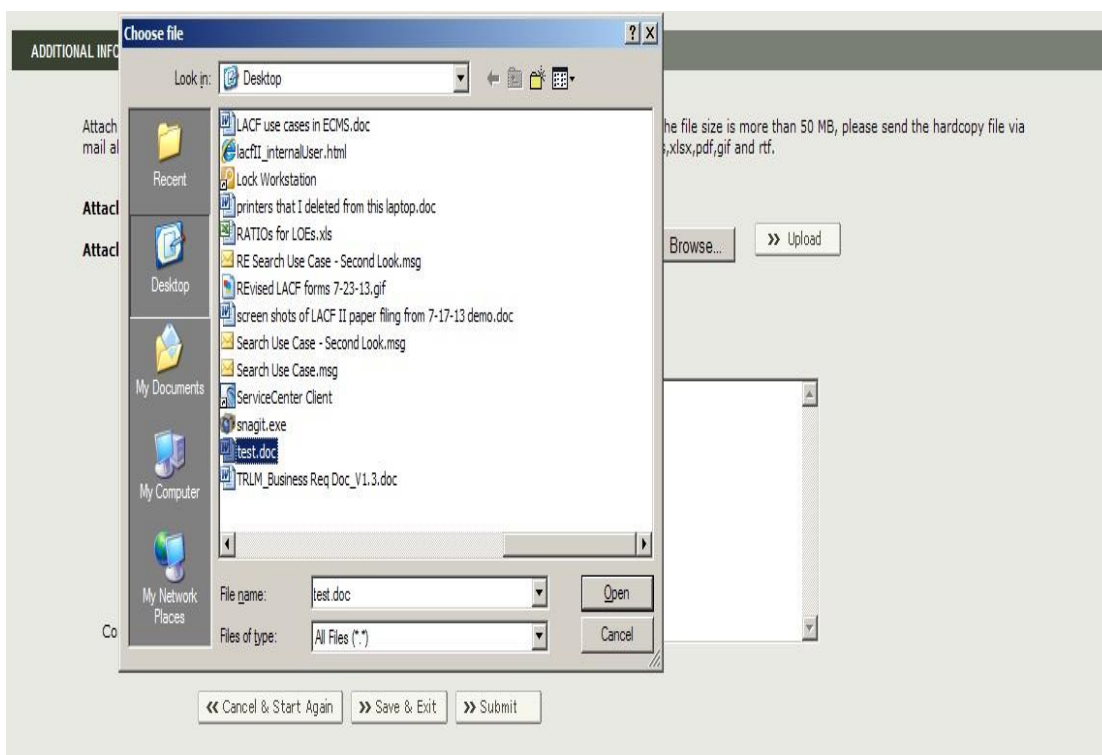 Choose file
ADDITIONAL INFO
Look in: Desktop
Attach he file size is more than 50 MB, please send the hardcopy file via
mail al s,xlsx,pdf,gif and rtf.
Attacl
Attacl Browse... >> Upload
Recent
Desktop
My Documents
My Computer
My Network
Places
LACF use cases in ECMS.doc
lacfII_internalUser.html
Lock Workstation
printers that I deleted from this laptop.doc
RATIOs for LOEs.xls
RE Search Use Case - Second Look.msg
REvised LACF forms 7-23-13.gif
screen shots of LACF II paper filing from 7-17-13 demo.doc
Search Use Case - Second Look.msg
Search Use Case.msg
ServiceCenter Client
snagit.exe
test.doc
TRLM_Business Req Doc_V1.3.doc
File name: test.doc Open
Files of type: All Files (*.*) Cancel
Co
<< Cancel & Start Again >> Save & Exit >> Submit